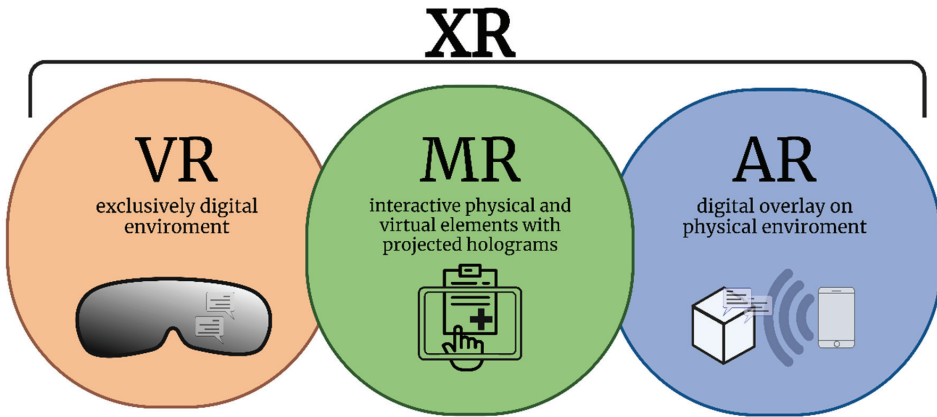 XR
VR
exclusively digital
enviroment
MR
interactive physical and
virtual elements with
projected holograms
AR
digital overlay on
physical enviroment